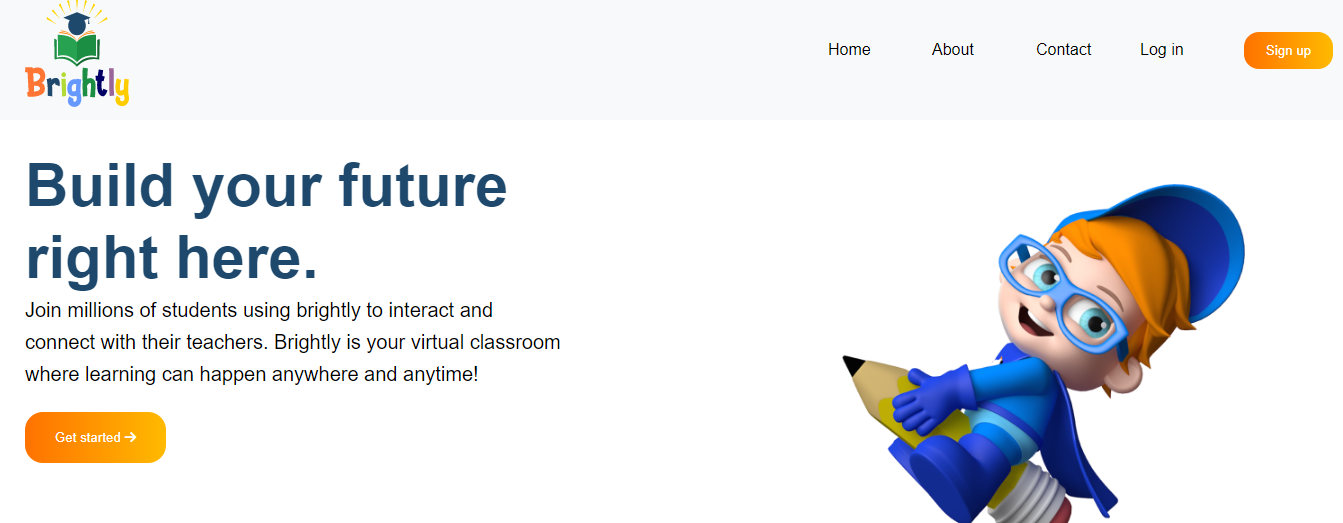 Brightly
Home About Contact Log in Sign up
Build your future
right here.
Join millions of students using brightly to interact and
connect with their teachers. Brightly is your virtual classroom
where learning can happen anywhere and anytime!
Get started →